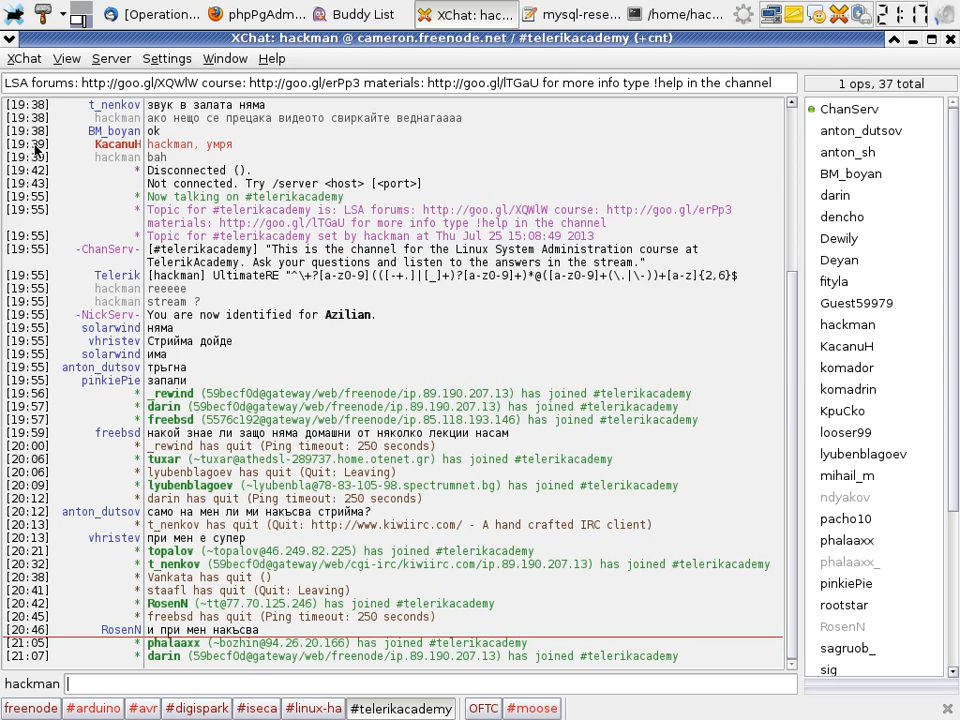 [Operation...
phpPgAdm...
Buddy List
XChat: hac...
mysql-rese...
/home/hac...
21:17
XChat: hackman @ cameron.freenode.net / #telerikacademy (+cnt)
XChat View Server Settings Window Help
LSA forums: http://goo.gl/XQWlW course: http://goo.gl/erPp3 materials: http://goo.gl/lTGaU for more info type !help in the channel
1 ops, 37 total
[19:38] t_nenkov звук в залата няма
[19:38] hackman ако нещо се прецака видеото свиркайте веднагаааа
[19:38] BM_boyan ok
[19:39] KacanuH hackman, умря
[19:39] hackman bah
[19:42] * Disconnected ().
[19:43] Not connected. Try /server <host> [<port>]
[19:55] * Now talking on #telerikacademy
[19:55] * Topic for #telerikacademy is: LSA forums: http://goo.gl/XQWlW course: http://goo.gl/erPp3
materials: http://goo.gl/lTGaU for more info type !help in the channel
[19:55] * Topic for #telerikacademy set by hackman at Thu Jul 25 15:08:49 2013
[19:55] -ChanServ- [#telerikacademy] "This is the channel for the Linux System Administration course at
TelerikAcademy. Ask your questions and listen to the answers in the stream."
[19:55] Telerik [hackman] UltimateRE "^\+?[a-z0-9](([-+.]|[_]+)?[a-z0-9]+)*@([a-z0-9]+(\.|\-))+[a-z]{2,6}$
[19:55] hackman reeeee
[19:55] hackman stream ?
[19:55] -NickServ- You are now identified for Azilian.
[19:55] solarwind няма
[19:55] vhristev Стрийма дойде
[19:55] solarwind има
[19:55] anton_dutsov тръгна
[19:55] pinkiePie запали
[19:56] * _rewind (59becf0d@gateway/web/freenode/ip.89.190.207.13) has joined #telerikacademy
[19:57] * darin (59becf0d@gateway/web/freenode/ip.89.190.207.13) has joined #telerikacademy
[19:57] * freebsd (5576c192@gateway/web/freenode/ip.85.118.193.146) has joined #telerikacademy
[19:59] freebsd накой знае ли защо няма домашни от няколко лекции насам
[20:00] * _rewind has quit (Ping timeout: 250 seconds)
[20:06] * tuxar (~tuxar@athedsl-289737.home.otenet.gr) has joined #telerikacademy
[20:06] * lyubenblagoev has quit (Quit: Leaving)
[20:09] * lyubenblagoev (~lyubenbla@78-83-105-98.spectrumnet.bg) has joined #telerikacademy
[20:12] * darin has quit (Ping timeout: 250 seconds)
[20:12] anton_dutsov само на мен ли ми накъсва стрийма?
[20:13] * t_nenkov has quit (Quit: http://www.kiwiirc.com/ - A hand crafted IRC client)
[20:13] vhristev при мен е супер
[20:21] * topalov (~topalov@46.249.82.225) has joined #telerikacademy
[20:32] * t_nenkov (59becf0d@gateway/web/cgi-irc/kiwiirc.com/ip.89.190.207.13) has joined #telerikacademy
[20:38] * Vankata has quit ()
[20:41] * staafl has quit (Quit: Leaving)
[20:42] * RosenN (~tt@77.70.125.246) has joined #telerikacademy
[20:45] * freebsd has quit (Ping timeout: 250 seconds)
[20:46] RosenN и при мен накъсва
[21:05] * phalaaxx (~bozhin@94.26.20.166) has joined #telerikacademy
[21:07] * darin (59becf0d@gateway/web/freenode/ip.89.190.207.13) has joined #telerikacademy
ChanServ
anton_dutsov
anton_sh
BM_boyan
darin
dencho
Dewily
Deyan
fityla
Guest59979
hackman
KacanuH
komador
komadrin
KpuCko
looser99
lyubenblagoev
mihail_m
ndyakov
pacho10
phalaaxx
phalaaxx_
pinkiePie
rootstar
RosenN
sagruob_
sig
hackman
freenode #arduino #avr #digispark #iseca #linux-ha #telerikacademy OFTC #moose